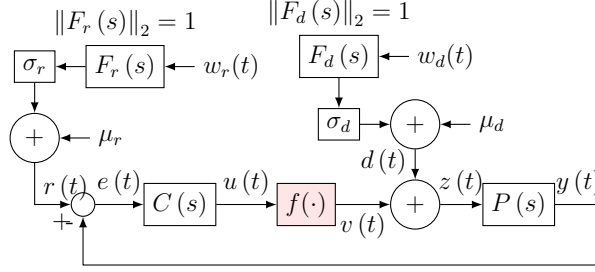 ‖F_r (s)‖_2 = 1
‖F_d (s)‖_2 = 1
σ_r
F_r (s)
w_r(t)
F_d (s)
w_d(t)
+
μ_r
σ_d
+
μ_d
r (t)
e (t)
C (s)
u (t)
f(·)
v (t)
d (t)
+
z (t)
P (s)
y (t)
+
-